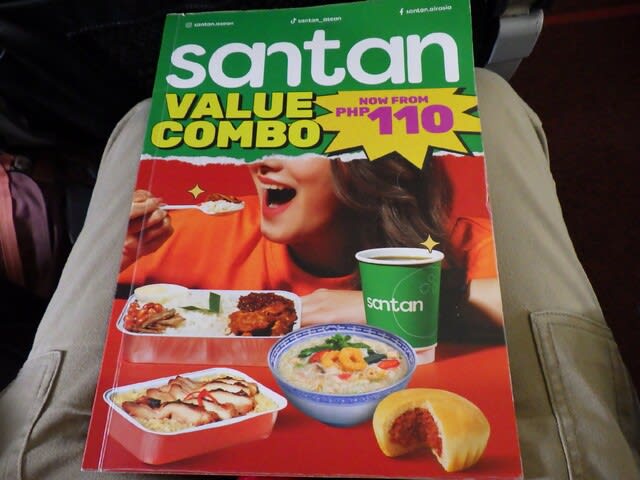 santan.asean
santan_asean
santan.airasia
santan
VALUE
COMBO
NOW FROM
PHP 110
santan